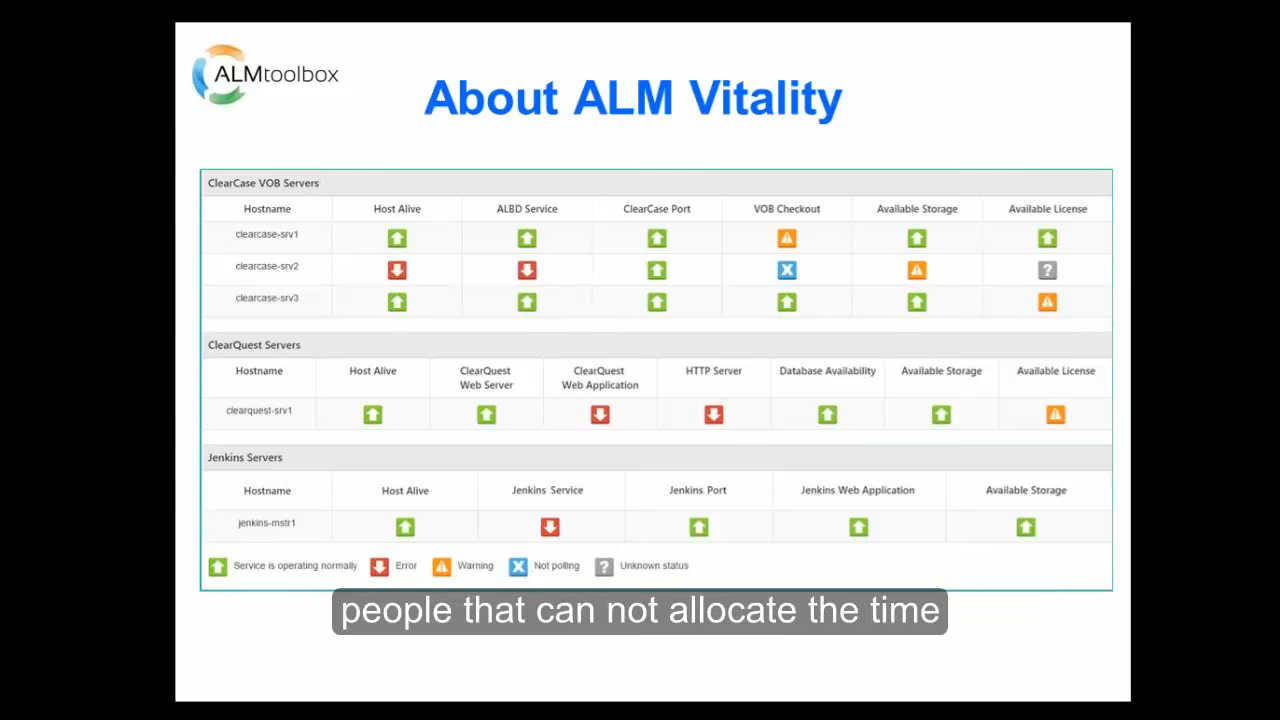 ALMtoolbox
About ALM Vitality
ClearCase VOB Servers
Hostname Host Alive ALBD Service ClearCase Port VOB Checkout Available Storage Available License
clearcase-srv1
clearcase-srv2
?
clearcase-srv3
ClearQuest Servers
Hostname Host Alive ClearQuest Web Server ClearQuest Web Application HTTP Server Database Availability Available Storage Available License
clearquest-srv1
Jenkins Servers
Hostname Host Alive Jenkins Service Jenkins Port Jenkins Web Application Available Storage
jenkins-mstr1
Service is operating normally Error Warning Not polling ? Unknown status
people that can not allocate the time